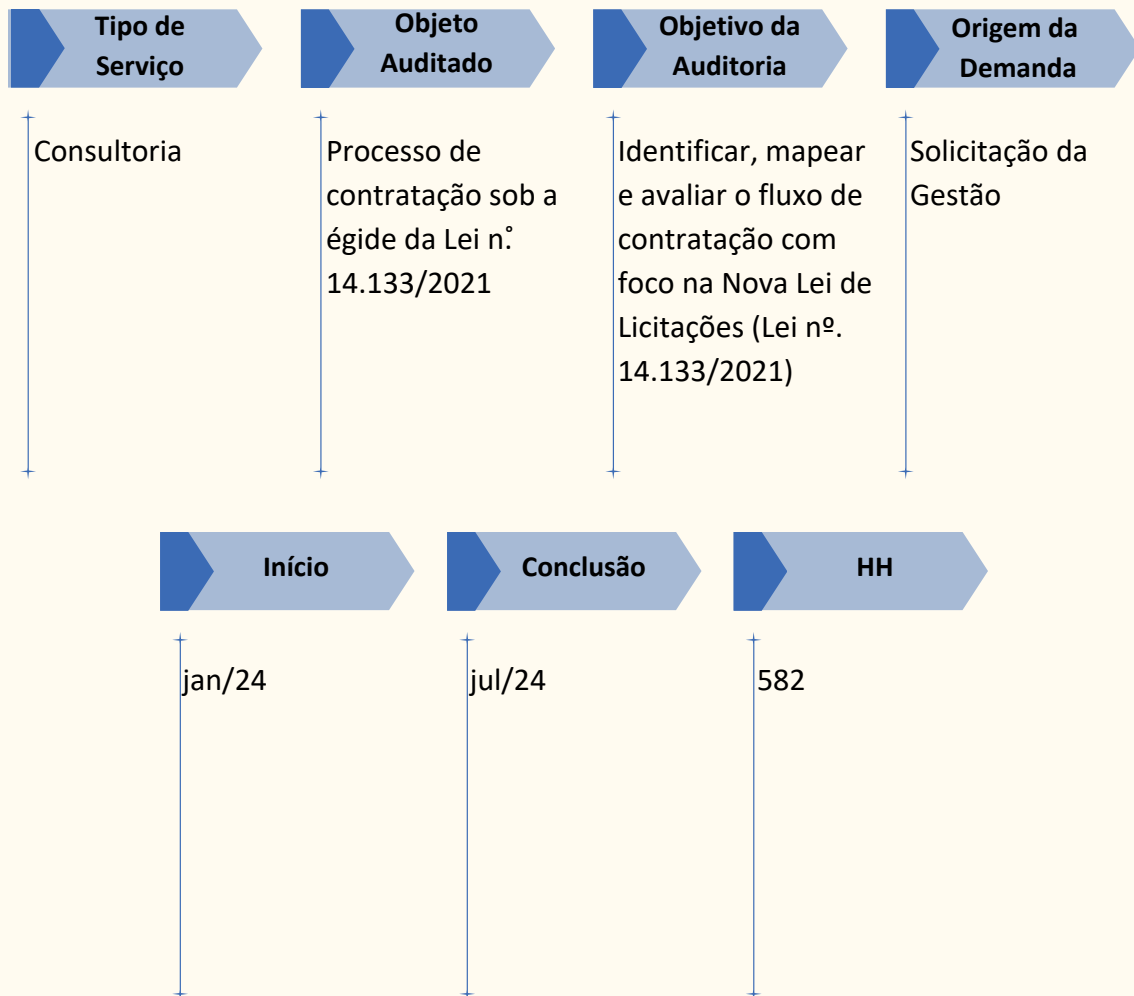 Tipo de
Serviço
Consultoria
Objeto
Auditado
Processo de
contratação sob a
égide da Lei n.°
14.133/2021
Objetivo da
Auditoria
Identificar, mapear
e avaliar o fluxo de
contratação com
foco na Nova Lei de
Licitações (Lei nº.
14.133/2021)
Origem da
Demanda
Solicitação da
Gestão
Início
jan/24
Conclusão
jul/24
HH
582